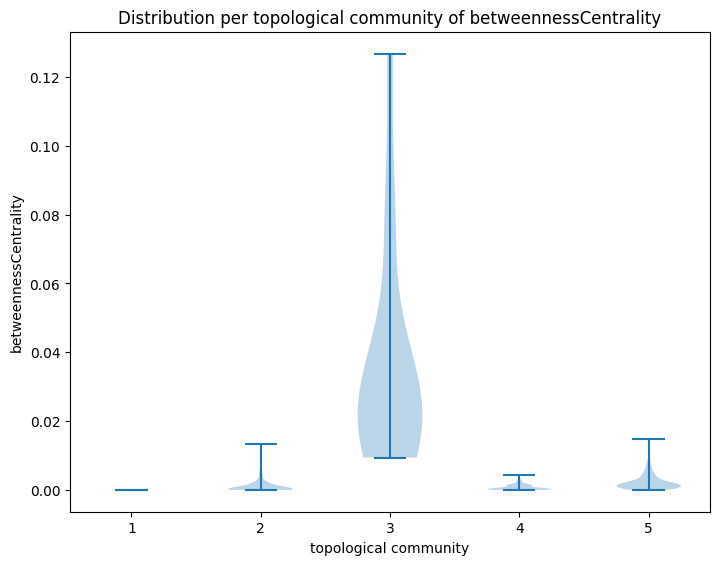 Distribution per topological community of betweennessCentrality
betweennessCentrality
0.12
0.10
0.08
0.06
0.04
0.02
0.00
1 2 3 4 5
topological community